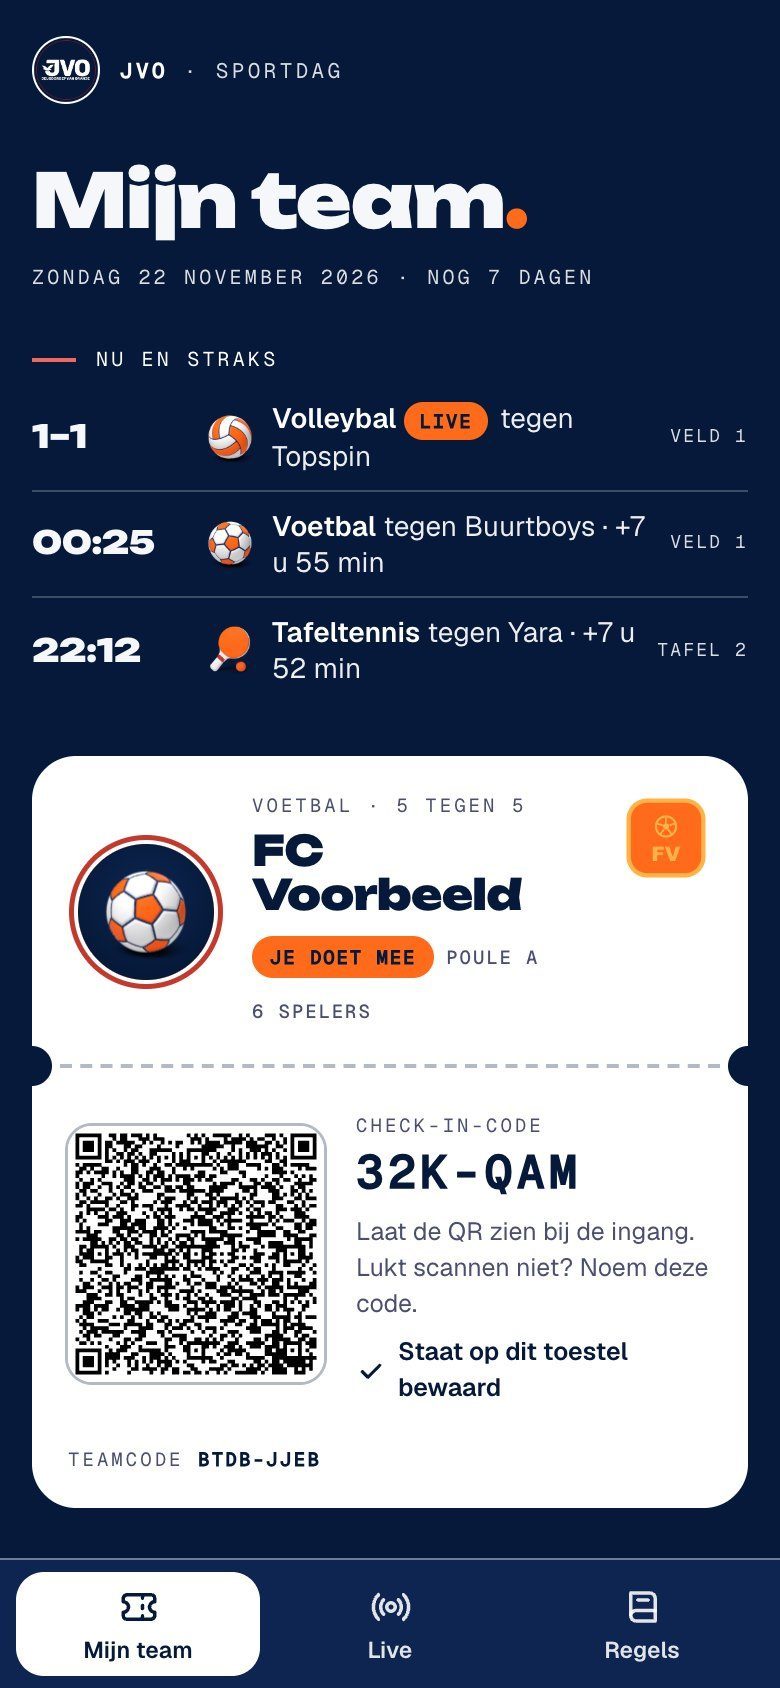 JVO
JVO · SPORTDAG
Mijn team.
ZONDAG 22 NOVEMBER 2026 · NOG 7 DAGEN
NU EN STRAKS
1–1 Volleybal LIVE tegen Topspin VELD 1
00:25 Voetbal tegen Buurtboys · +7 u 55 min VELD 1
22:12 Tafeltennis tegen Yara · +7 u 52 min TAFEL 2
VOETBAL · 5 TEGEN 5
FV
FC
Voorbeeld
JE DOET MEE POULE A
6 SPELERS
CHECK-IN-CODE
32K-QAM
Laat de QR zien bij de ingang.
Lukt scannen niet? Noem deze
code.
Staat op dit toestel
bewaard
TEAMCODE BTDB-JJEB
Mijn team Live Regels